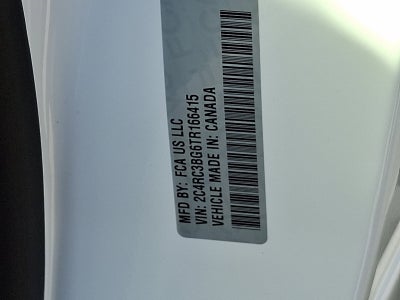 MFD BY: FCA US LLC
VIN: 2C4RC3BG6TR166415
VEHICLE MADE IN: CANADA